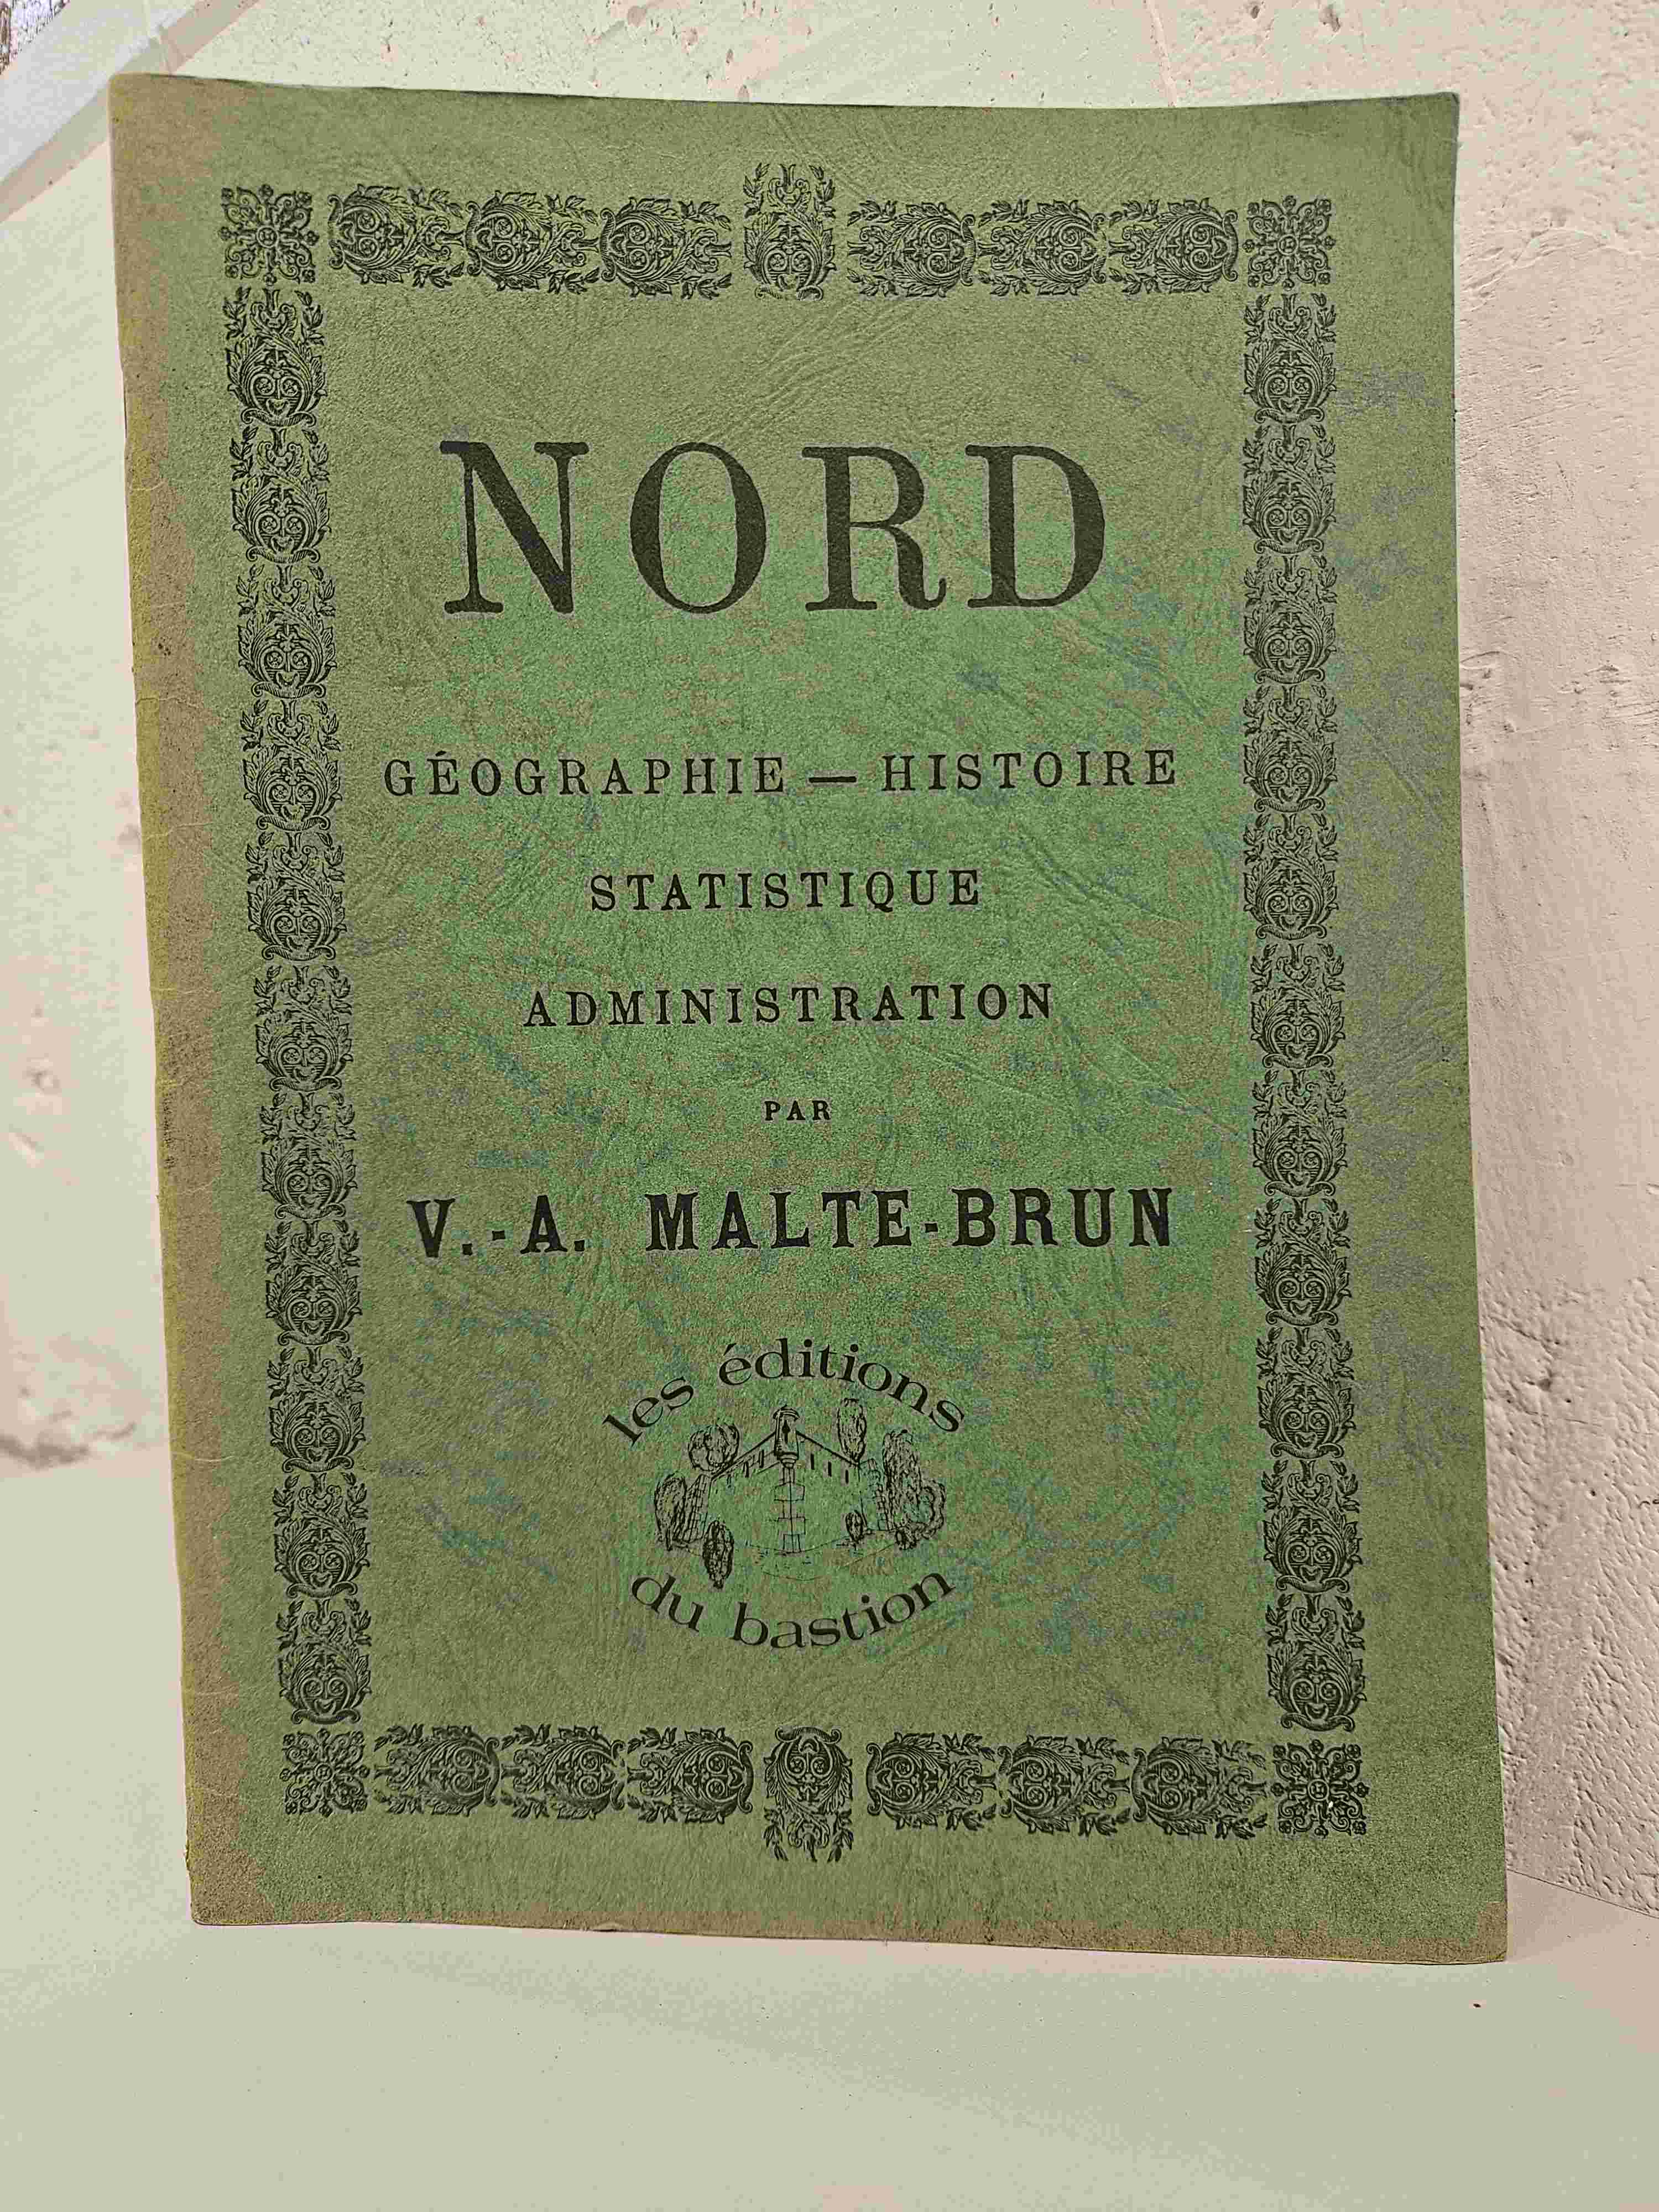 NORD
GÉOGRAPHIE — HISTOIRE
STATISTIQUE
ADMINISTRATION
PAR
V.-A. MALTE-BRUN
les éditions
du bastion